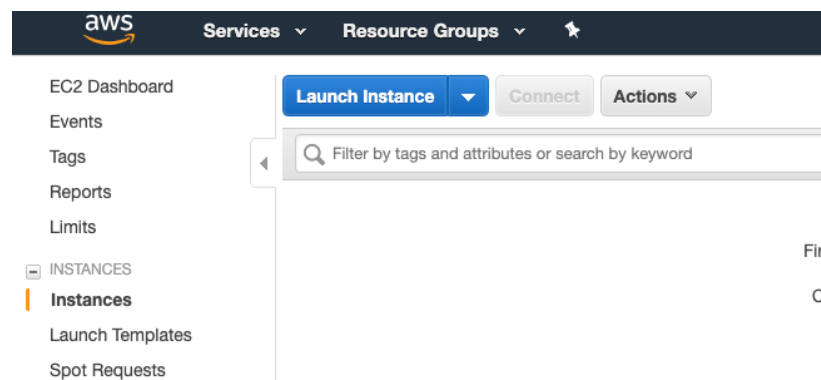 aws
Services
Resource Groups
EC2 Dashboard
Events
Tags
Reports
Limits
INSTANCES
Instances
Launch Templates
Spot Requests
Launch Instance
Connect
Actions
Filter by tags and attributes or search by keyword